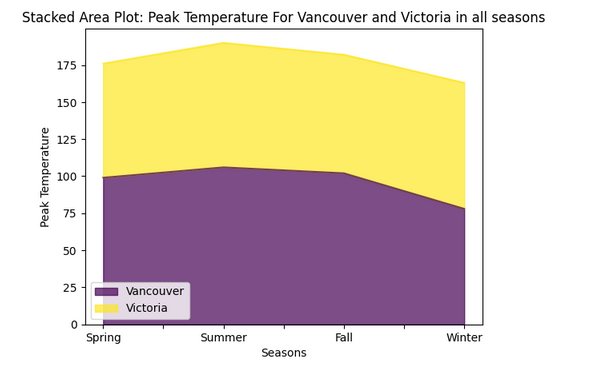 Stacked Area Plot: Peak Temperature For Vancouver and Victoria in all seasons
175
150
125
100
75
50
25
0
Peak Temperature
Vancouver
Victoria
Spring Summer Fall Winter
Seasons